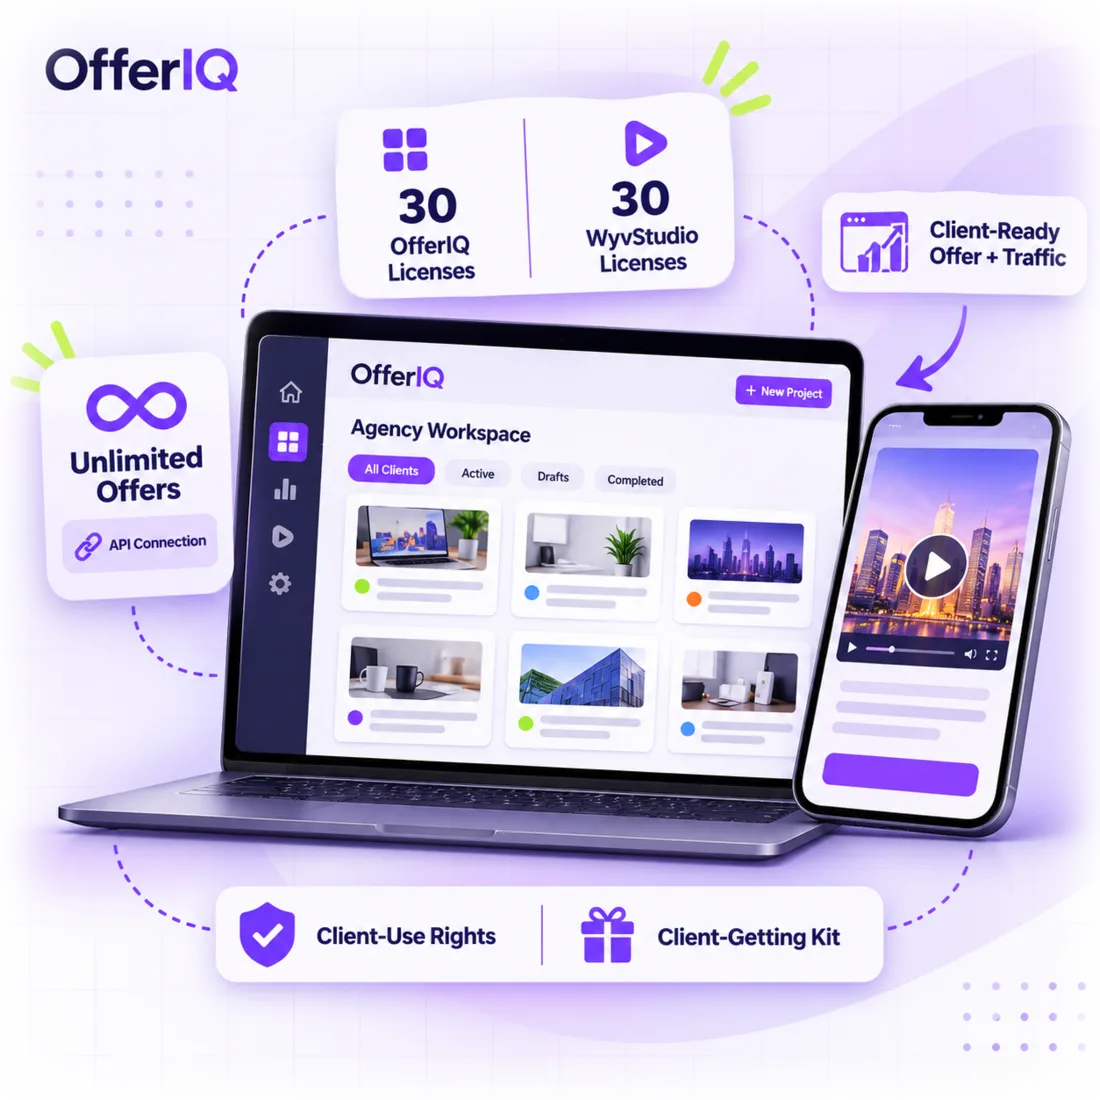 OfferIQ
30
OfferIQ
Licenses
30
WyvStudio
Licenses
Client-Ready
Offer + Traffic
Unlimited
Offers
API Connection
OfferIQ
+ New Project
Agency Workspace
All Clients
Active
Drafts
Completed
Client-Use Rights
Client-Getting Kit